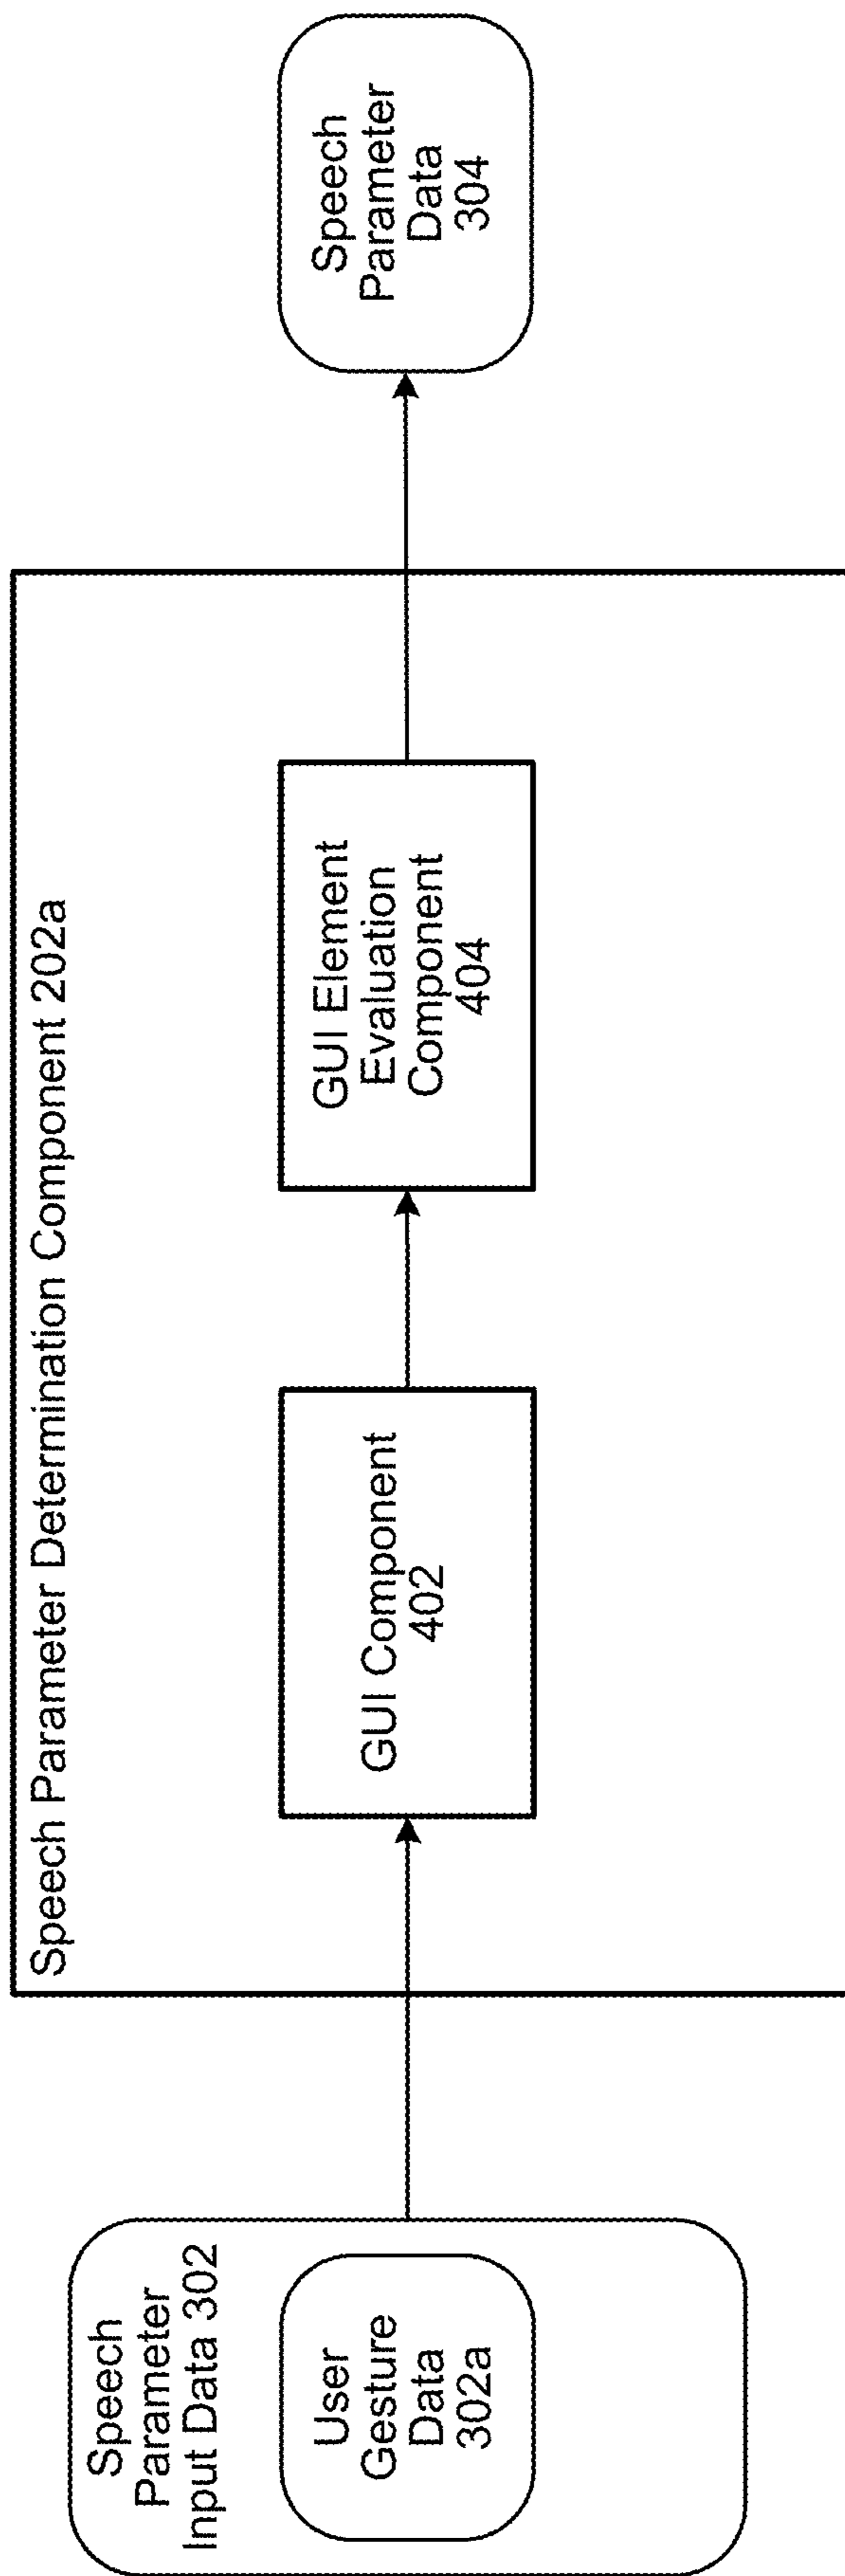 Speech
Parameter
Input Data 302
User
Gesture
Data
302a
Speech Parameter Determination Component 202a
GUI Component
402
GUI Element
Evaluation
Component
404
Speech
Parameter
Data
304